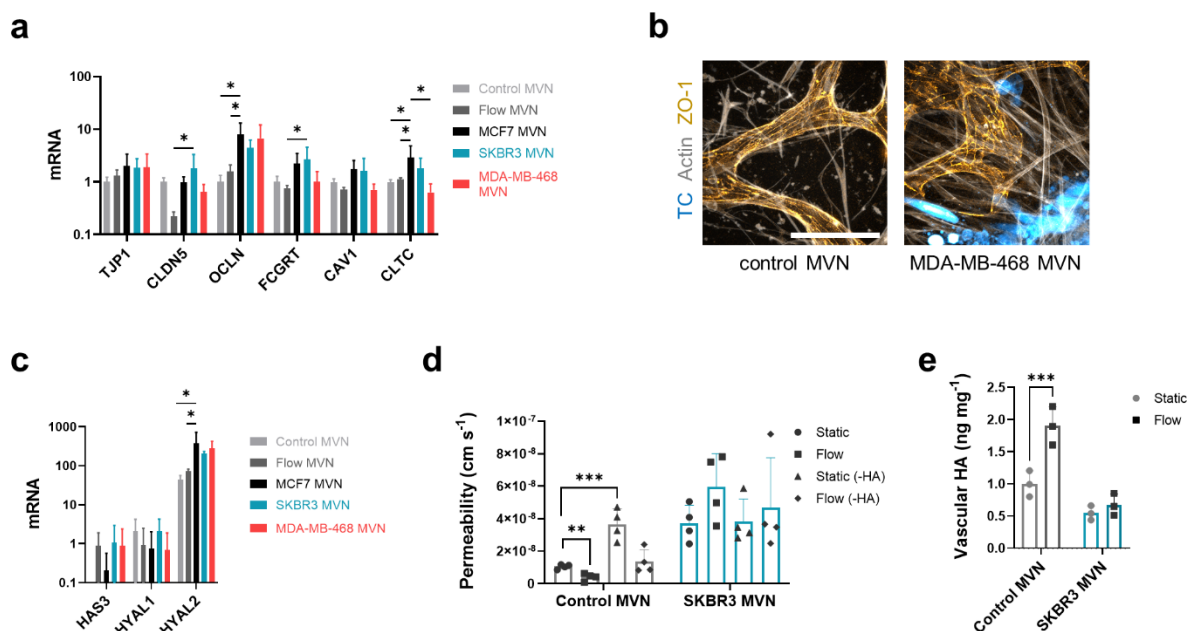 a
mRNA
100
10
1
0.1
TJP1
CLDN5
OCLN
FCGRT
CAV1
CLTC
*
*
*
*
*
*
*
Control MVN
Flow MVN
MCF7 MVN
SKBR3 MVN
MDA-MB-468
MVN
b
TC Actin ZO-1
control MVN
MDA-MB-468 MVN
c
mRNA
1000
100
10
1
0.1
HAS3
HYAL1
HYAL2
*
*
Control MVN
Flow MVN
MCF7 MVN
SKBR3 MVN
MDA-MB-468 MVN
d
Permeability (cm s⁻¹)
1×10⁻⁷
8×10⁻⁸
6×10⁻⁸
4×10⁻⁸
2×10⁻⁸
0
***
**
Control MVN
SKBR3 MVN
Static
Flow
Static (-HA)
Flow (-HA)
e
Vascular HA (ng mg⁻¹)
2.5
2.0
1.5
1.0
0.5
0.0
***
Control MVN
SKBR3 MVN
Static
Flow